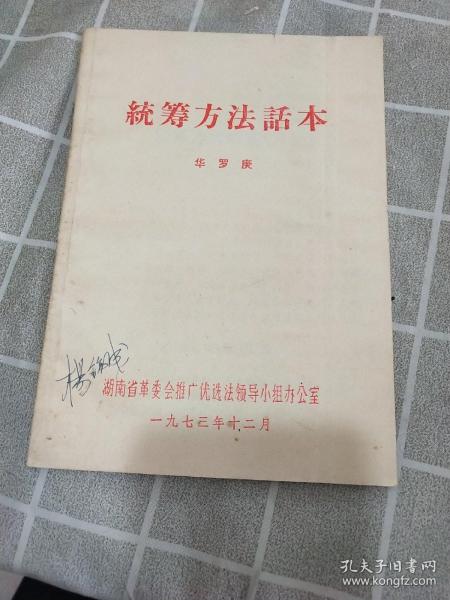 統筹方法話本
华罗庚
湖南省革委会推广优选法领导小组办公室
一九七三年十二月
孔夫子旧书网
www.kongfz.com